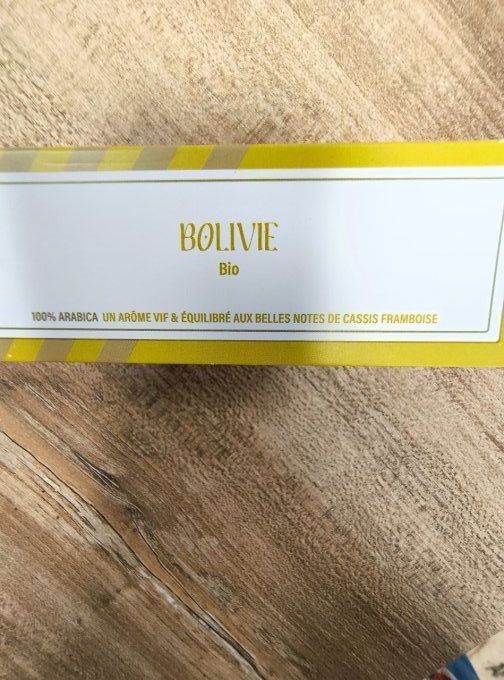 BOLIVIE
Bio
100% ARABICA UN ARÔME VIF & ÉQUILIBRÉ AUX BELLES NOTES DE CASSIS FRAMBOISE